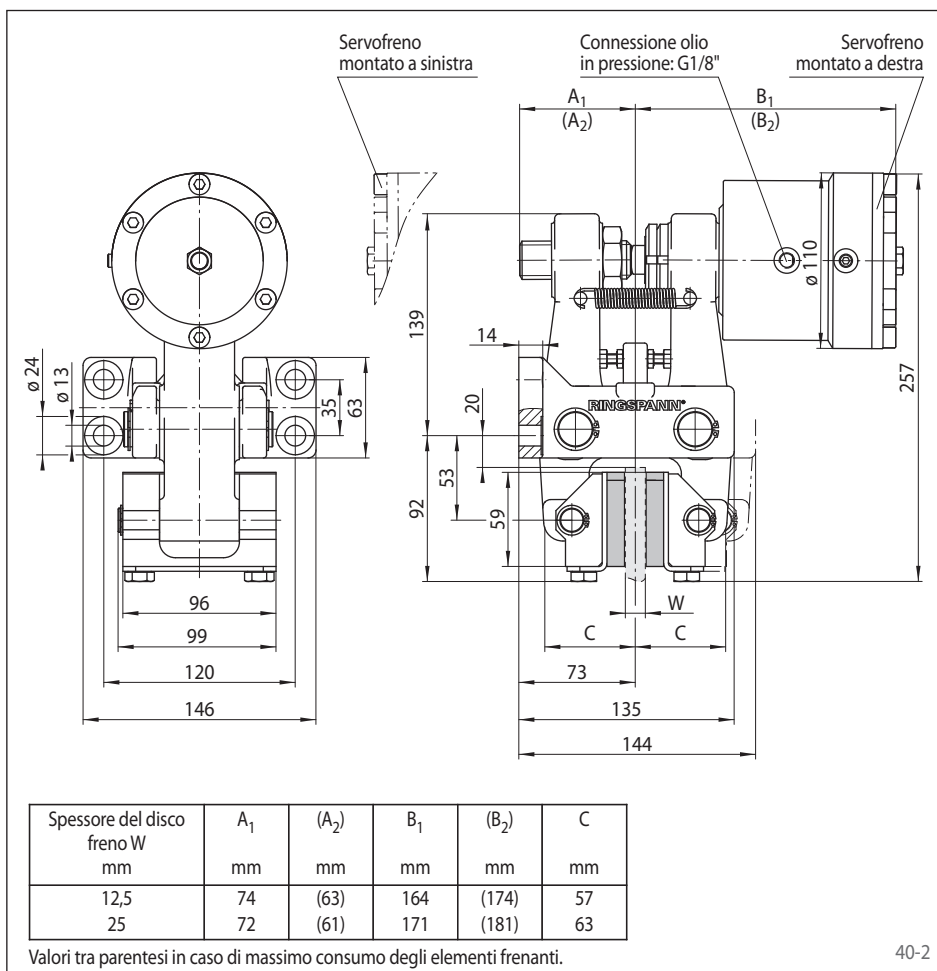 Servofreno
montato a sinistra
Connessione olio
in pressione: G1/8"
Servofreno
montato a destra
A1
(A2)
B1
(B2)
139
14
ø 110
257
ø 24
ø 13
35
63
20
RINGSPANN®
92
53
59
96
W
99
C
C
120
73
146
135
144
Spessore del disco
freno W
mm
A1
mm
(A2)
mm
B1
mm
(B2)
mm
C
mm
12,5 74 (63) 164 (174) 57
25 72 (61) 171 (181) 63
Valori tra parentesi in caso di massimo consumo degli elementi frenanti.
40-2